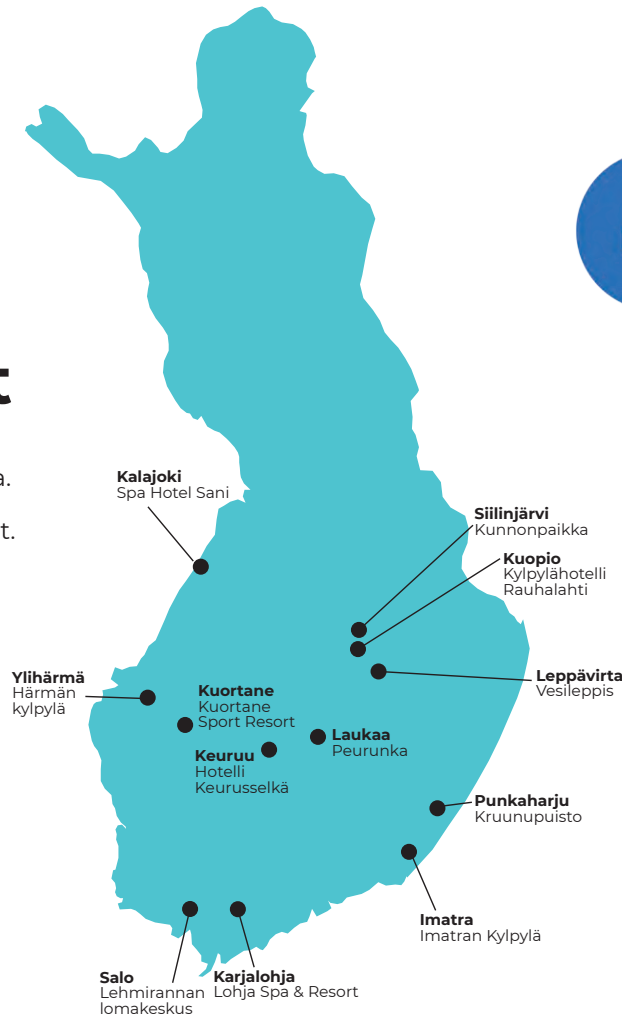 t
a.
t.
Kalajoki
Spa Hotel Sani
Siilinjärvi
Kunnonpaikka
Kuopio
Kylpylähotelli
Rauhalahti
Leppävirta
Vesileppis
Ylihärmä
Härmän
kylpylä
Kuortane
Kuortane
Sport Resort
Keuruu
Hotelli
Keurusselkä
Laukaa
Peurunka
Punkaharju
Kruunupuisto
Imatra
Imatran Kylpylä
Salo
Lehmirannan
lomakeskus
Karjalohja
Lohja Spa & Resort